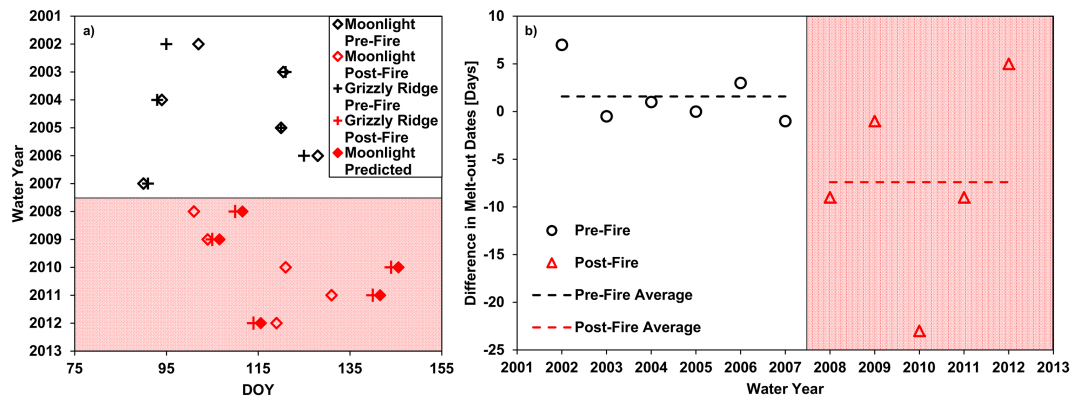 a)
Moonlight
Pre-Fire
Moonlight
Post-Fire
Grizzly Ridge
Pre-Fire
Grizzly Ridge
Post-Fire
Moonlight
Predicted
Water Year
2001
2002
2003
2004
2005
2006
2007
2008
2009
2010
2011
2012
2013
75 95 115 135 155
DOY
b)
Difference in Melt-out Dates [Days]
10
5
0
-5
-10
-15
-20
-25
Pre-Fire
Post-Fire
Pre-Fire Average
Post-Fire Average
2001 2002 2003 2004 2005 2006 2007 2008 2009 2010 2011 2012 2013
Water Year